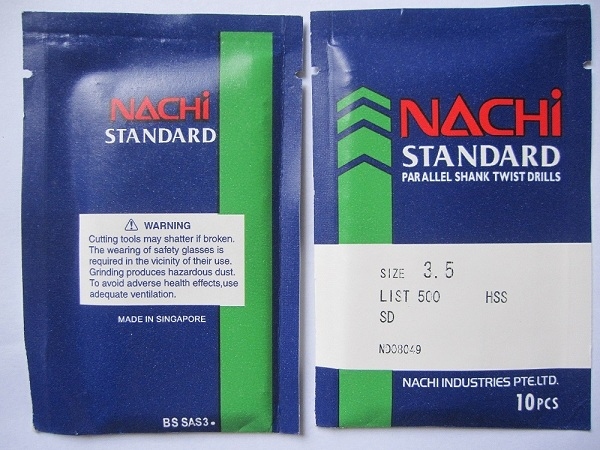 NACHi
STANDARD
⚠ WARNING
Cutting tools may shatter if broken.
The wearing of safety glasses is
required in the vicinity of their use.
Grinding produces hazardous dust.
To avoid adverse health effects,use
adequate ventilation.
MADE IN SINGAPORE
BS SAS3
NACHi
STANDARD
PARALLEL SHANK TWIST DRILLS
SIZE 3.5
LIST 500 HSS
SD
ND08049
NACHI INDUSTRIES PTE.LTD.
10PCS